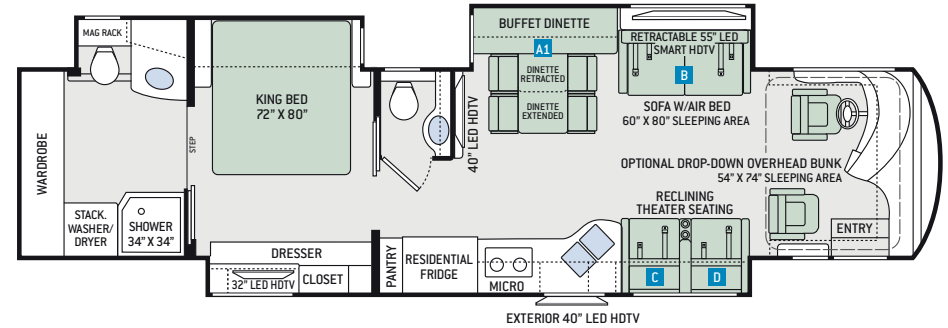 MAG RACK
WARDROBE
STACK.
WASHER/
DRYER
SHOWER
34" X 34"
STEP
KING BED
72" X 80"
DRESSER
32" LED HDTV
CLOSET
40" LED HDTV
BUFFET DINETTE
A1
DINETTE
RETRACTED
DINETTE
EXTENDED
RETRACTABLE 55" LED
SMART HDTV
B
SOFA W/AIR BED
60" X 80" SLEEPING AREA
OPTIONAL DROP-DOWN OVERHEAD BUNK
54" X 74" SLEEPING AREA
RECLINING
THEATER SEATING
C
D
ENTRY
PANTRY
RESIDENTIAL
FRIDGE
MICRO
EXTERIOR 40" LED HDTV